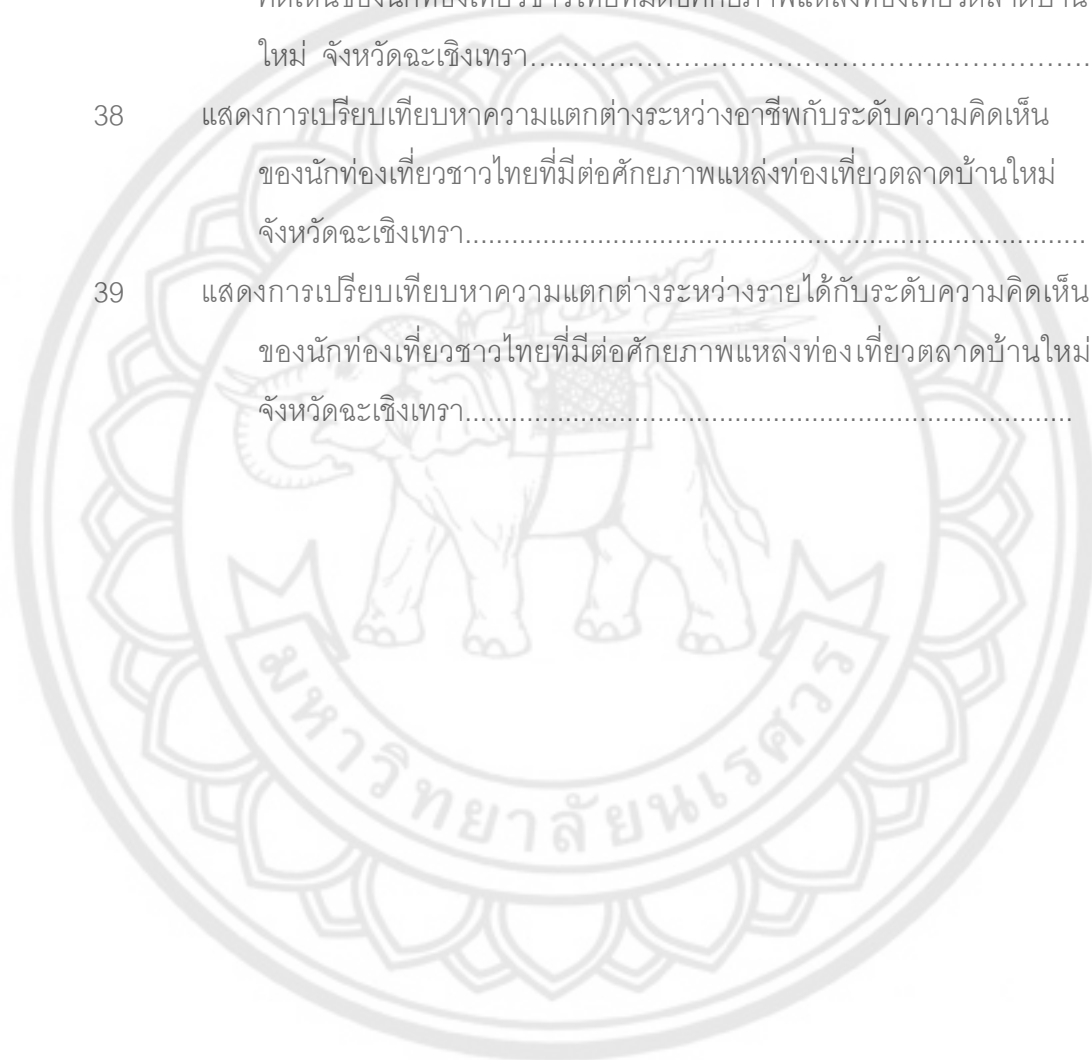 ใหม่ จังหวัดฉะเชิงเทรา......................................................................
38 แสดงการเปรียบเทียบหาความแตกต่างระหว่างอาชีพกับระดับความคิดเห็น
ของนักท่องเที่ยวชาวไทยที่มีต่อศักยภาพแหล่งท่องเที่ยวตลาดบ้านใหม่
จังหวัดฉะเชิงเทรา................................................................................
39 แสดงการเปรียบเทียบหาความแตกต่างระหว่างรายได้กับระดับความคิดเห็น
ของนักท่องเที่ยวชาวไทยที่มีต่อศักยภาพแหล่งท่องเที่ยวตลาดบ้านใหม่
จังหวัดฉะเชิงเทรา..............................................................................
มหาวิทยาลัยนเรศวร